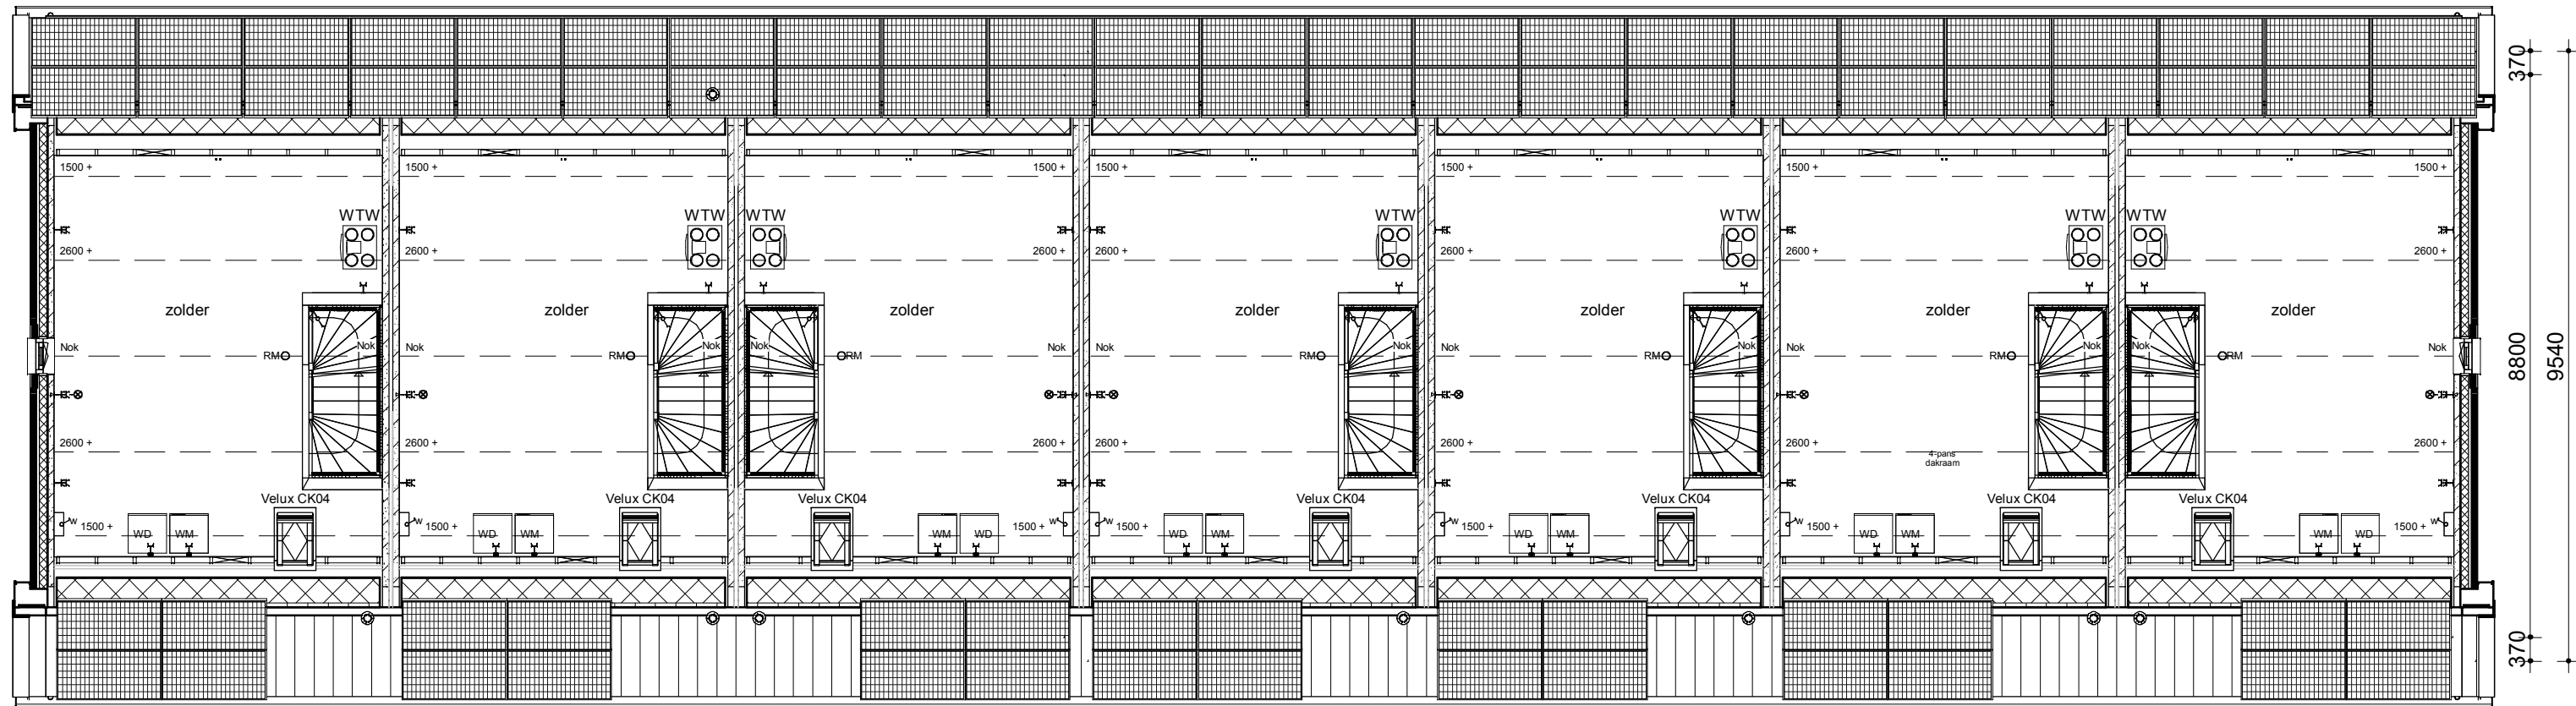 370
1500 + 1500 + 1500 + 1500 + 1500 + 1500 + 1500 +
WTW WTW WTW WTW WTW WTW WTW
2600 + 2600 + 2600 + 2600 + 2600 + 2600 + 2600 +
zolder zolder zolder zolder zolder zolder zolder
Nok RM Nok Nok RM Nok Nok RM Nok Nok RM Nok Nok RM Nok Nok RM Nok Nok RM Nok
8800
9540
2600 + 2600 + 2600 + 2600 + 2600 + 2600 + 2600 +
4-pans
dakraam
Velux CK04 Velux CK04 Velux CK04 Velux CK04 Velux CK04 Velux CK04 Velux CK04
W 1500 + W 1500 + 1500 + W W 1500 + W 1500 + W 1500 + 1500 + W
WD WM WD WM WM WD WD WM WD WM WD WM WM WD
370